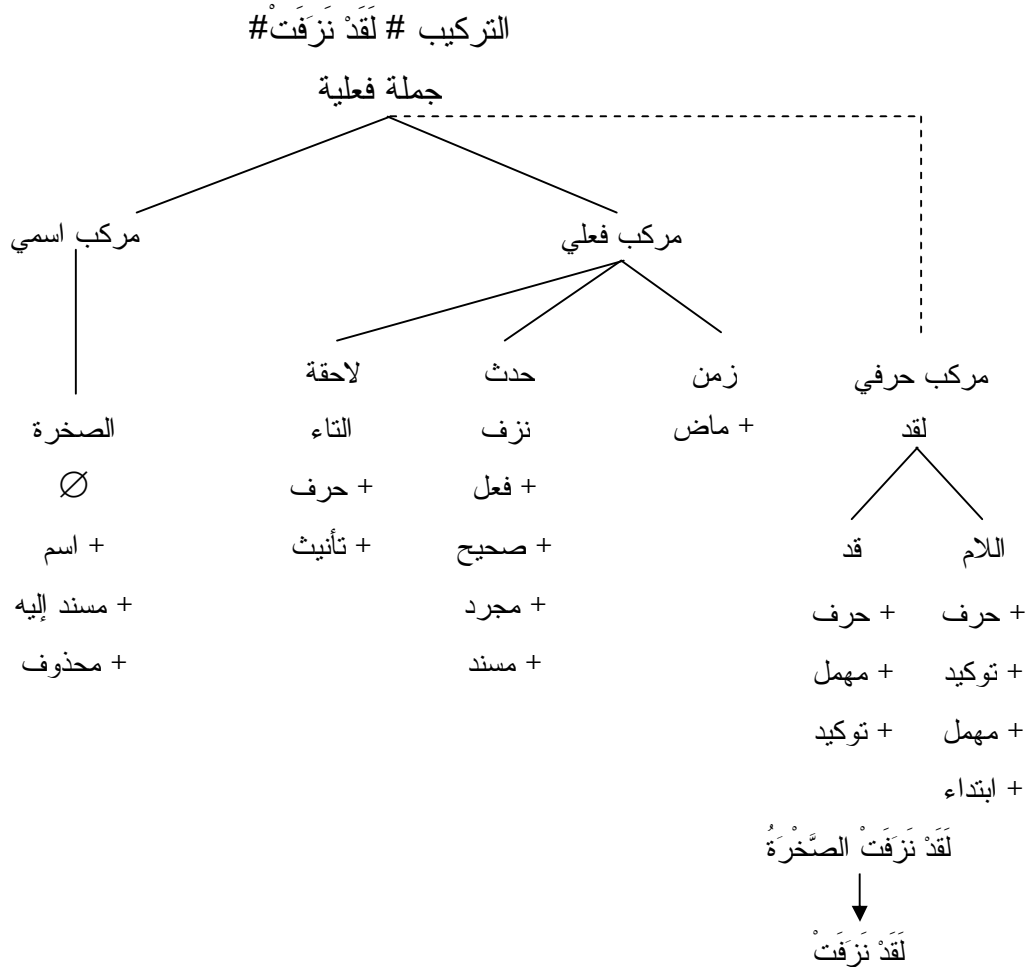 التركيب # لَقَدْ نَزَفَتْ#
جملة فعلية
مركب فعلي مركب اسمي
مركب حرفي زمن حدث لاحقة
لقد + ماض نزف التاء الصخرة
+ فعل + حرف ∅
اللام قد + صحيح + تأنيث + اسم
+ حرف + حرف + مجرد + مسند إليه
+ توكيد + مهمل + مسند + محذوف
+ مهمل + توكيد
+ ابتداء
لَقَدْ نَزَفَتْ الصَّخْرَةُ
لَقَدْ نَزَفَتْ